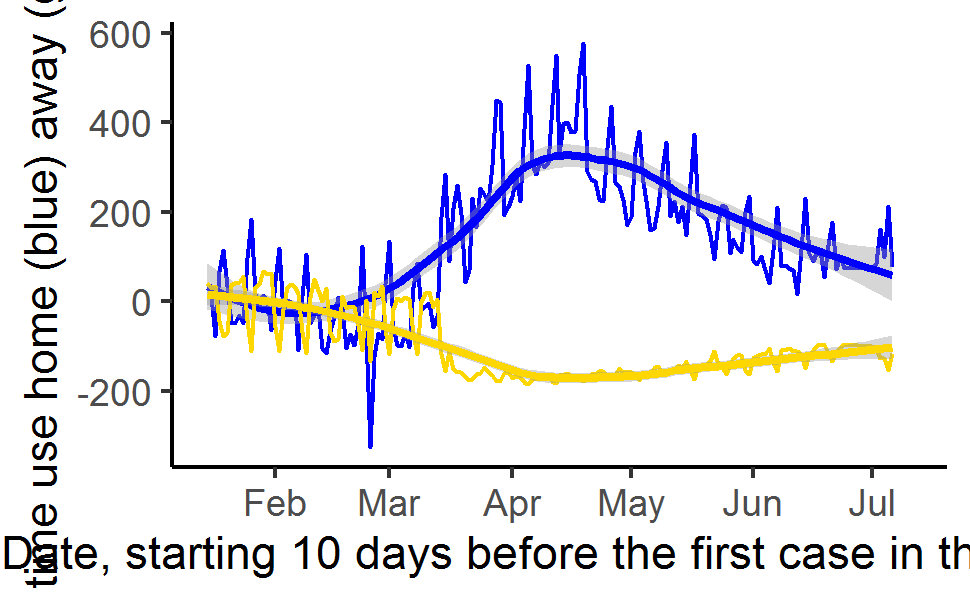 time use home (blue) away (
600
400
200
0
-200
Feb Mar Apr May Jun Jul
Date, starting 10 days before the first case in th